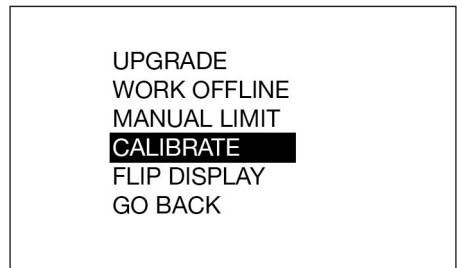 UPGRADE
WORK OFFLINE
MANUAL LIMIT
CALIBRATE
FLIP DISPLAY
GO BACK